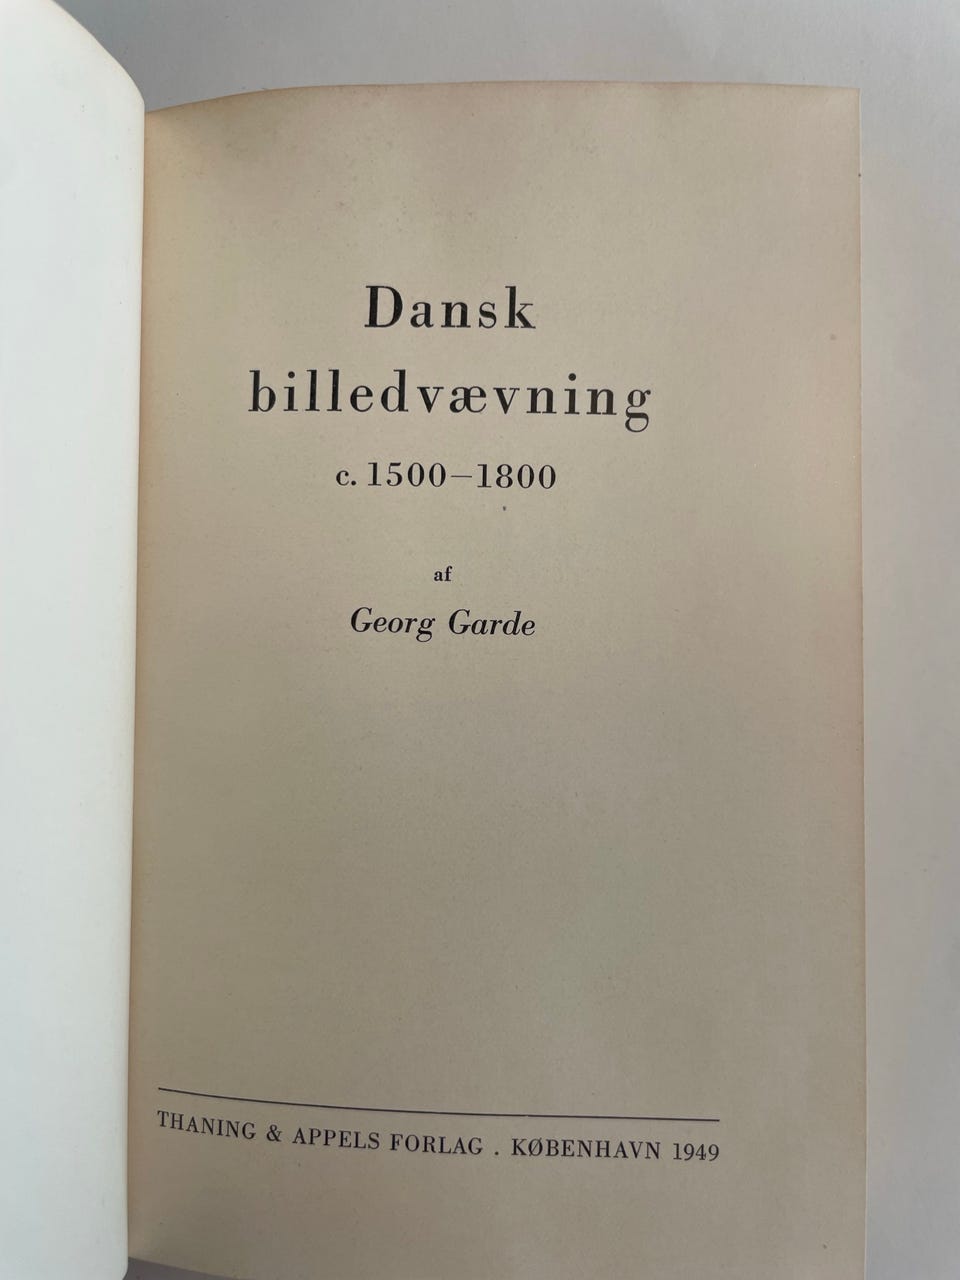 Dansk
billedvævning
c. 1500–1800
af
Georg Garde
THANING & APPELS FORLAG . KØBENHAVN 1949